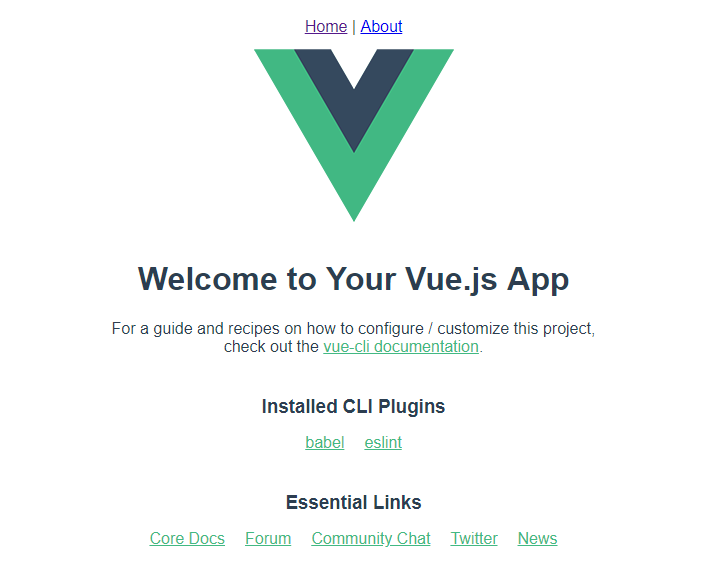 Home | About
Welcome to Your Vue.js App
For a guide and recipes on how to configure / customize this project,
check out the vue-cli documentation.
Installed CLI Plugins
babel eslint
Essential Links
Core Docs Forum Community Chat Twitter News